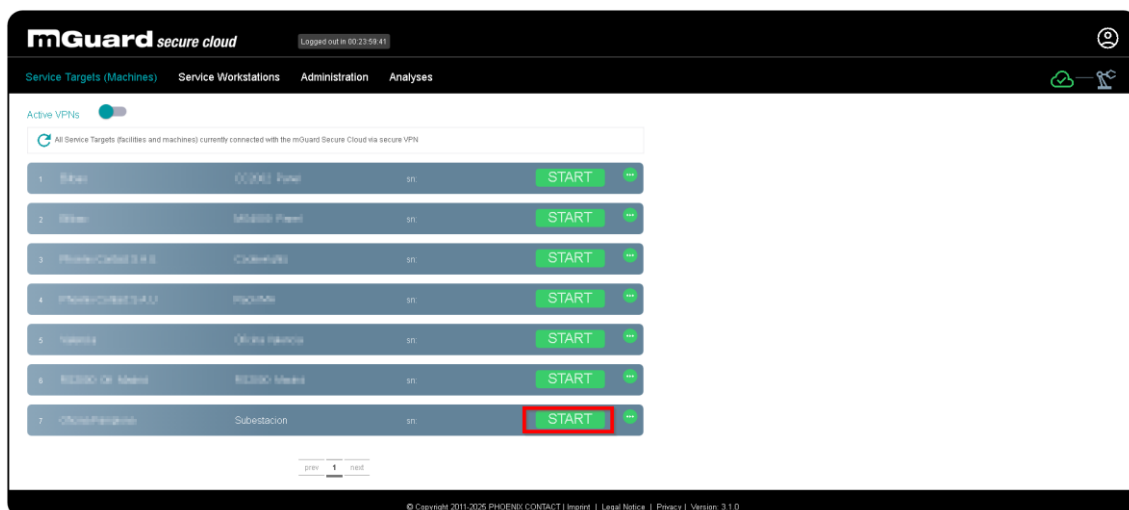 mGuard secure cloud Logged out in 00:23:59:41
Service Targets (Machines) Service Workstations Administration Analyses
Active VPNs
All Service Targets (facilities and machines) currently connected with the mGuard Secure Cloud via secure VPN
1 sn: START
2 sn: START
3 sn: START
4 sn: START
5 sn: START
6 sn: START
7 Subestacion sn: START
prev 1 next
© Copyright 2011-2025 PHOENIX CONTACT | Imprint | Legal Notice | Privacy | Version 3.1.0